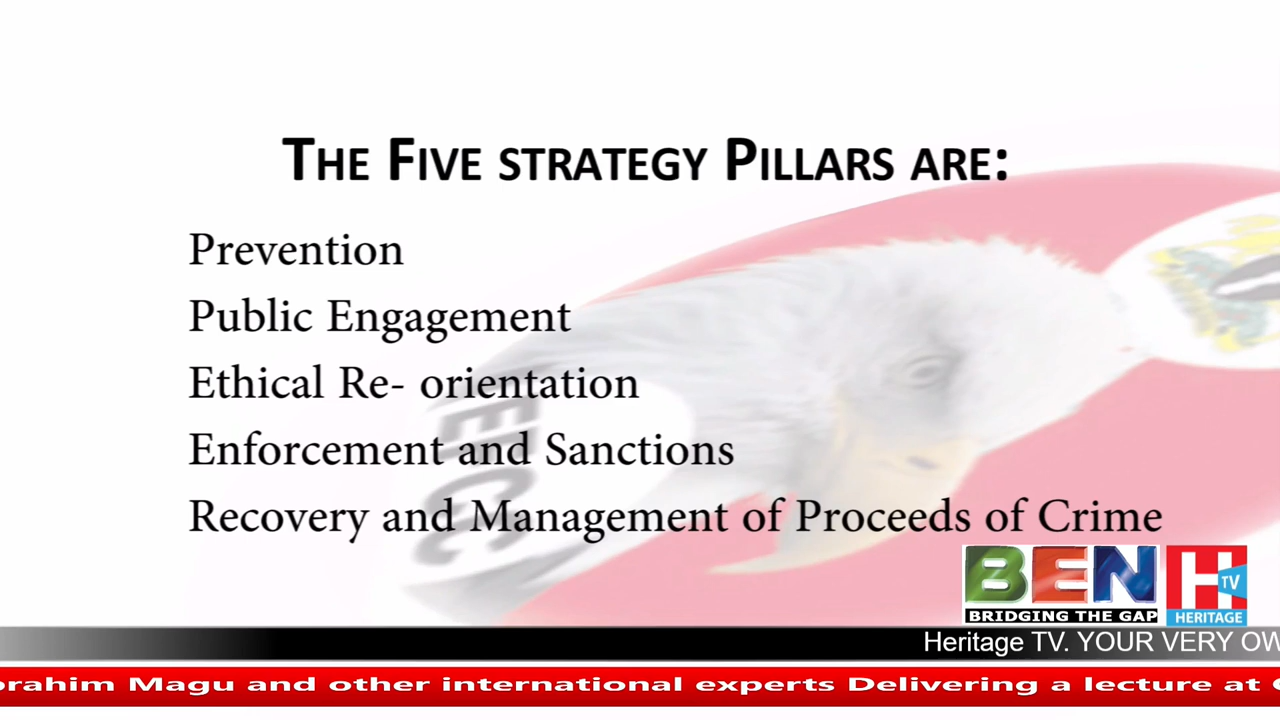 THE FIVE STRATEGY PILLARS ARE:
Prevention
Public Engagement
Ethical Re- orientation
Enforcement and Sanctions
Recovery and Management of Proceeds of Crime
BEN
BRIDGING THE GAP
H
TV
HERITAGE
Heritage TV. YOUR VERY OW
brahim Magu and other international experts Delivering a lecture at